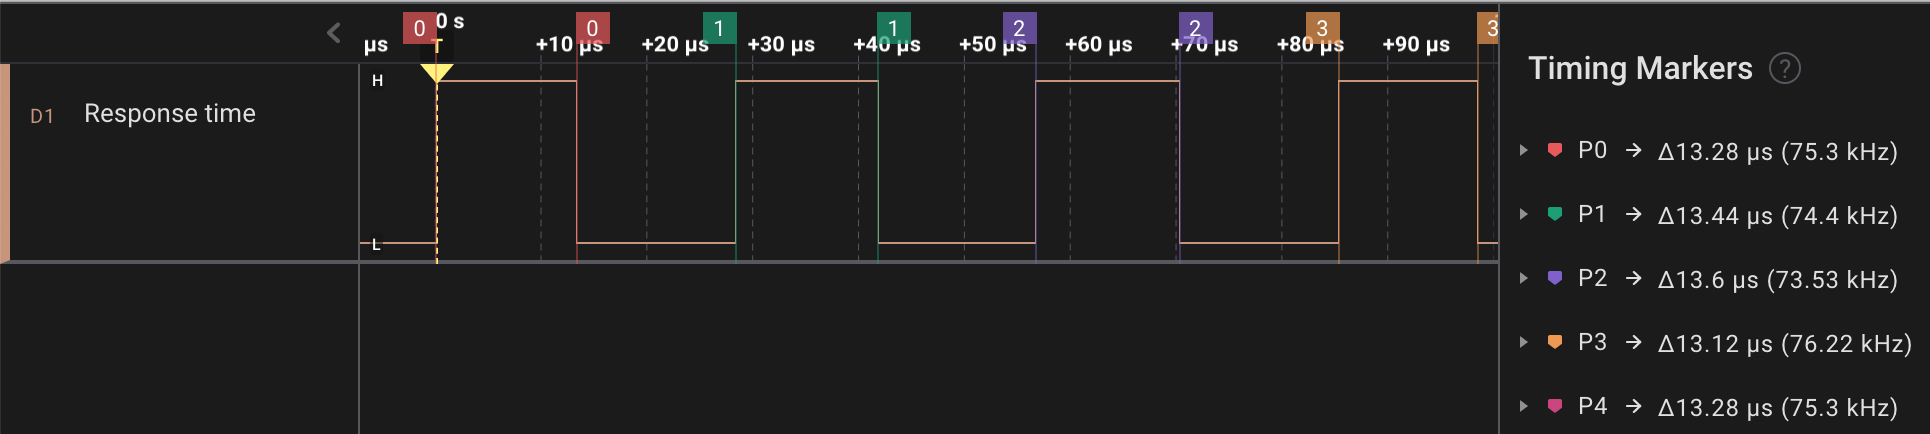 0 0 s 0 1 1 2 2 3 3
µs T +10 µs +20 µs +30 µs +40 µs +50 µs +60 µs +70 µs +80 µs +90 µs
H
D1 Response time
L
Timing Markers ?
P0 → Δ13.28 µs (75.3 kHz)
P1 → Δ13.44 µs (74.4 kHz)
P2 → Δ13.6 µs (73.53 kHz)
P3 → Δ13.12 µs (76.22 kHz)
P4 → Δ13.28 µs (75.3 kHz)